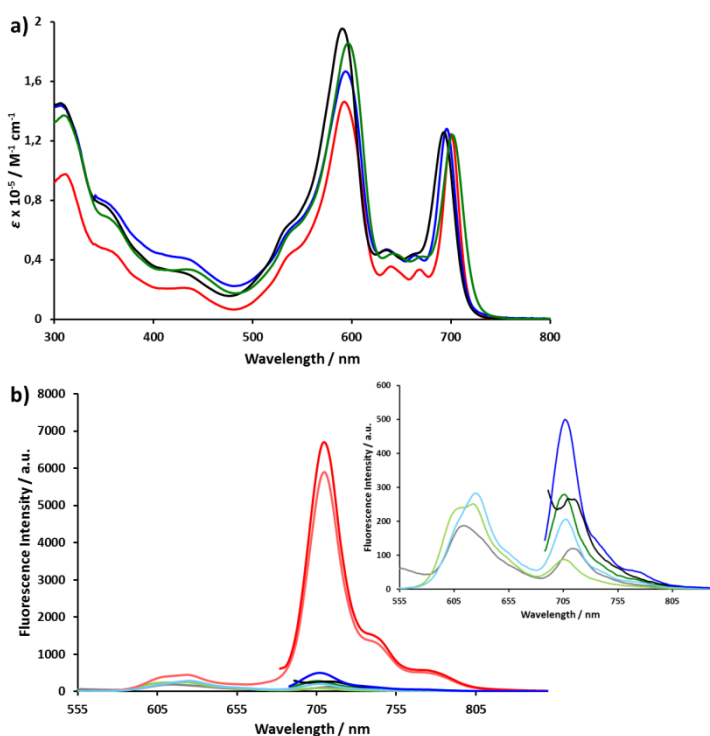 a)
2
1,6
1,2
0,8
0,4
0
ε x 10⁻⁵ / M⁻¹ cm⁻¹
300 400 500 600 700 800
Wavelength / nm
b)
8000
7000
6000
5000
4000
3000
2000
1000
0
Fluorescence Intensity / a.u.
555 605 655 705 755 805
Wavelength / nm
600
500
400
300
200
100
0
Fluorescence Intensity / a.u.
555 605 655 705 755 805
Wavelength / nm